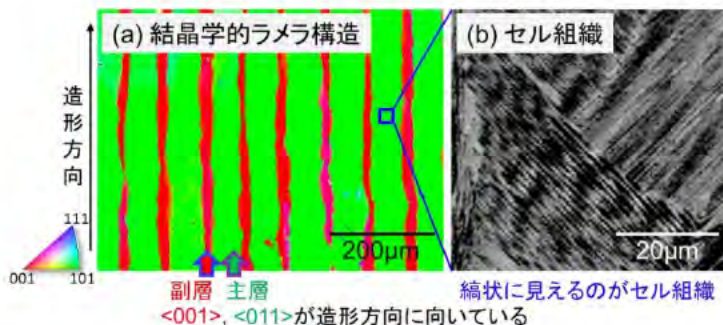 (a) 結晶学的ラメラ構造
(b) セル組織
造形方向
111
001
101
200μm
20μm
副層 主層
<001>, <011>が造形方向に向いている
縞状に見えるのがセル組織